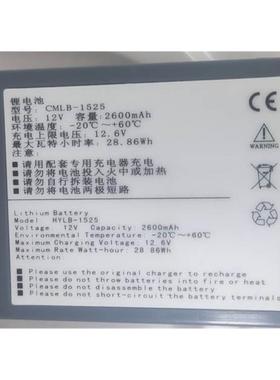 锂电池
型号: CMLB-1525
电压: 12V 容量:2600mAh
环境温度: -20℃~+60℃
充电上限电压: 12.6V
最大瓦特小时率: 28.86Wh
注意:
请用配套专用充电器充电
请勿将电池投入火中或加热
请勿自行拆装电池
请勿将电池两极短路
CE
Lithium Battery
Model: HYLB-1525
Voltage: 12V Capacity: 2600mAh
Environmental Temperature: -20℃~+60℃
Maximum Charging Voltage: 12.6V
Maximum Rate Watt-hour: 28.86Wh
Attention:
Please use the original charger to recharge
Please do not throw batteries into fire or heat
Please do not disassemble the battery
Please do not short-circuit the battery terminals